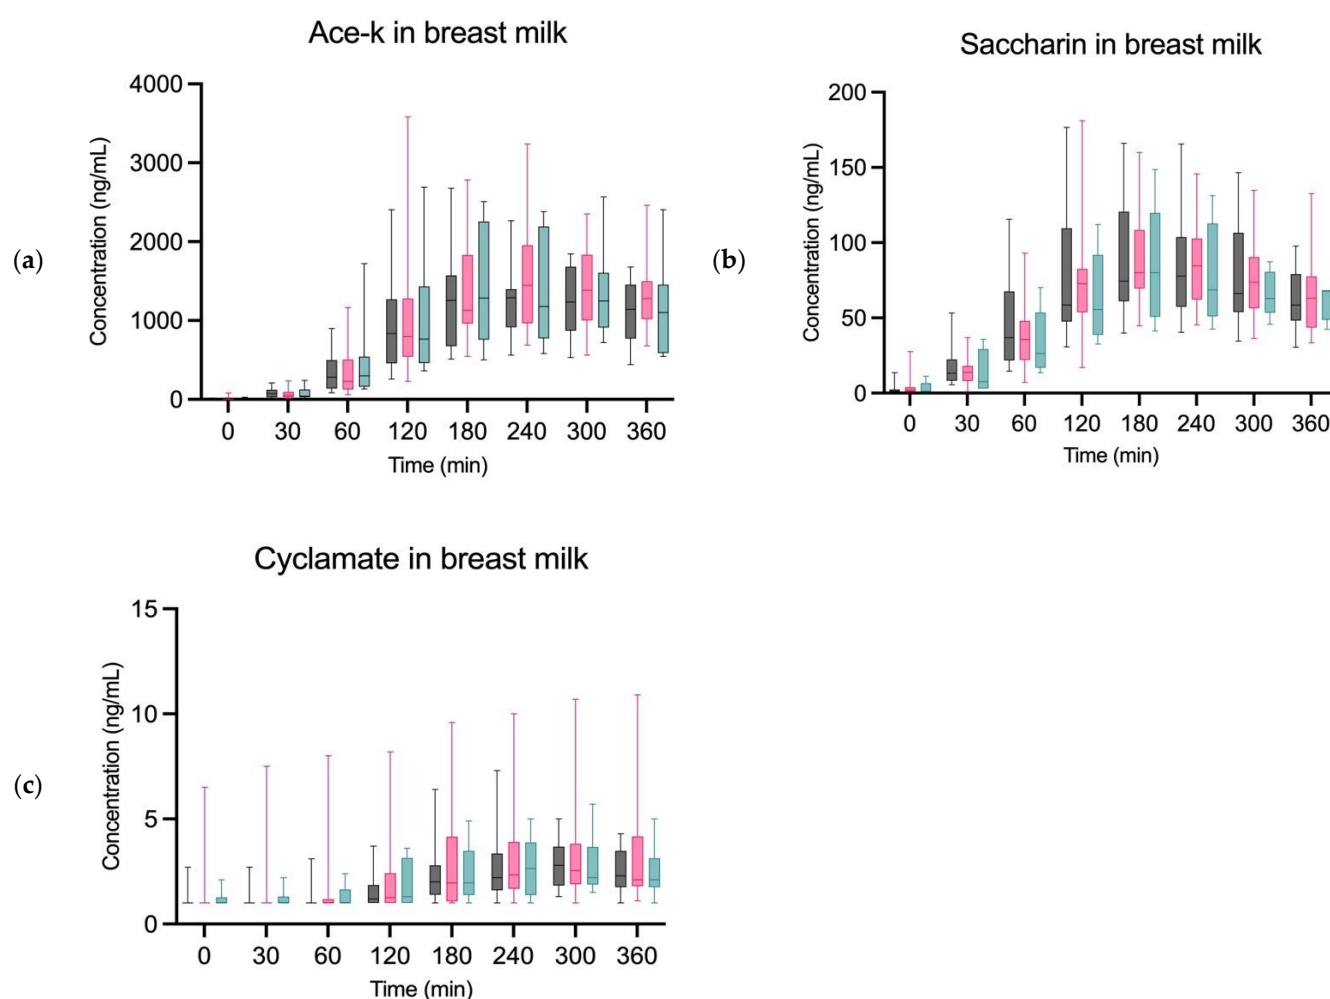 Ace-k in breast milk
Concentration (ng/mL)
4000
3000
2000
1000
0
0 30 60 120 180 240 300 360
Time (min)
(a)
Saccharin in breast milk
Concentration (ng/mL)
200
150
100
50
0
0 30 60 120 180 240 300 360
Time (min)
(b)
Cyclamate in breast milk
Concentration (ng/mL)
15
10
5
0
0 30 60 120 180 240 300 360
Time (min)
(c)